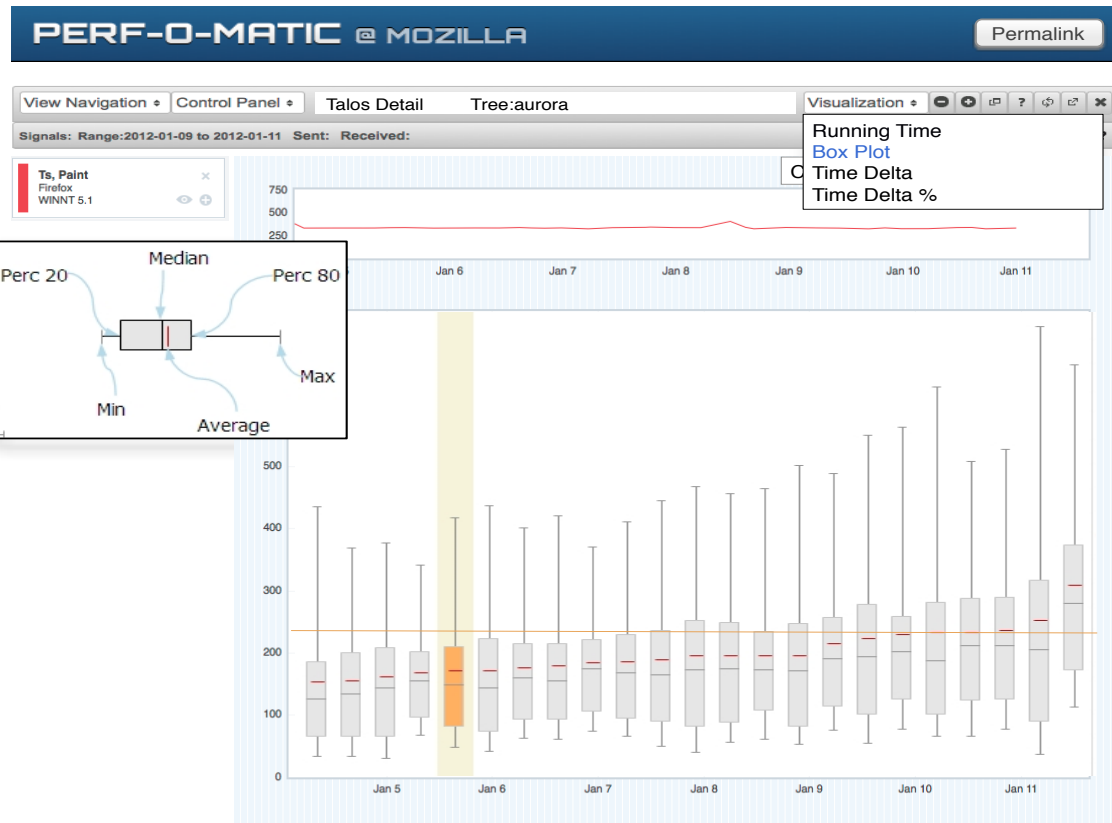 PERF-O-MATIC @ MOZILLA
Permalink
View Navigation
Control Panel
Talos Detail
Tree:aurora
Visualization
?
Signals: Range:2012-01-09 to 2012-01-11 Sent: Received:
Running Time
Box Plot
Time Delta
Time Delta %
Ts, Paint
Firefox
WINNT 5.1
C
750
500
250
Jan 6
Jan 7
Jan 8
Jan 9
Jan 10
Jan 11
Median
Perc 20
Perc 80
Max
Min
Average
500
400
300
200
100
0
Jan 5
Jan 6
Jan 7
Jan 8
Jan 9
Jan 10
Jan 11